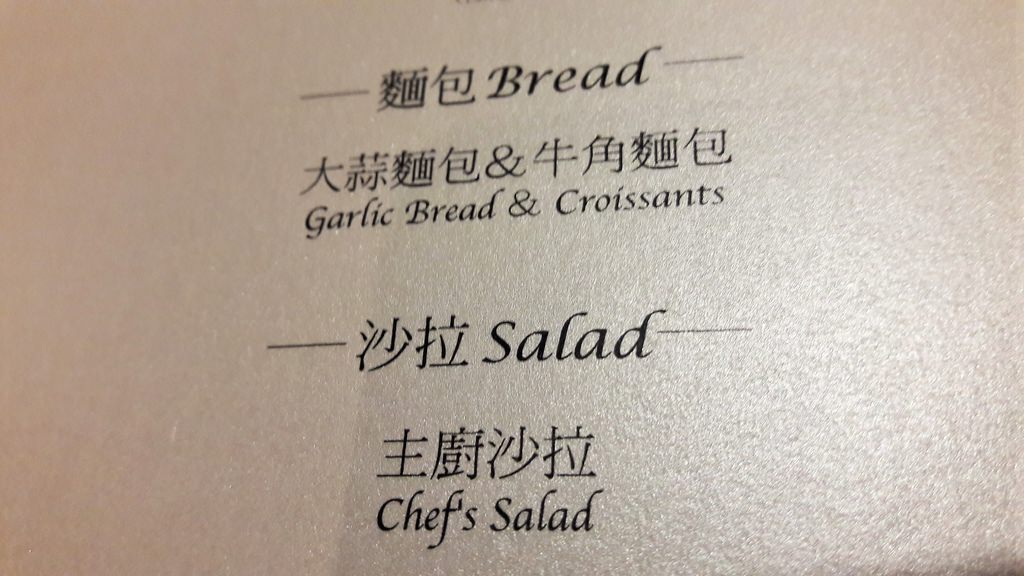 麵包 Bread
大蒜麵包&牛角麵包
Garlic Bread & Croissants
沙拉 Salad
主廚沙拉
Chef's Salad